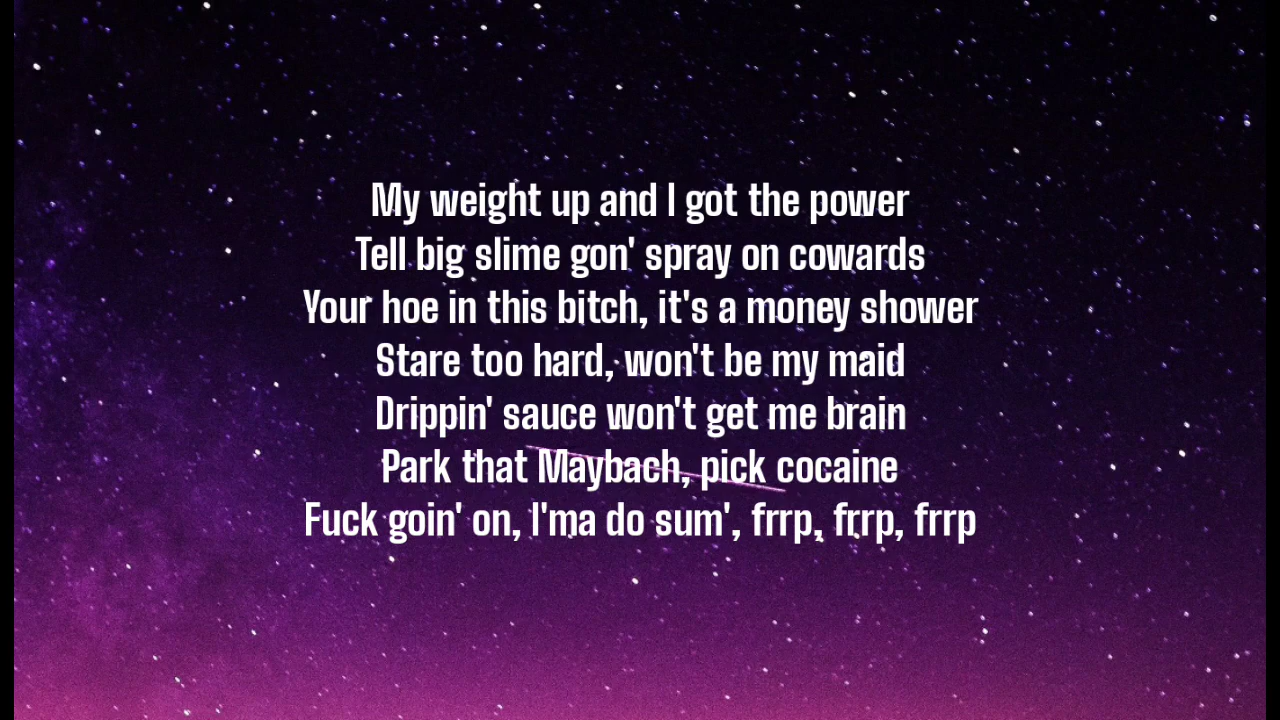 My weight up and I got the power
Tell big slime gon' spray on cowards
Your hoe in this bitch, it's a money shower
Stare too hard, won't be my maid
Drippin' sauce won't get me brain
Park that Maybach, pick cocaine
Fuck goin' on, I'ma do sum', frrp, frrp, frrp